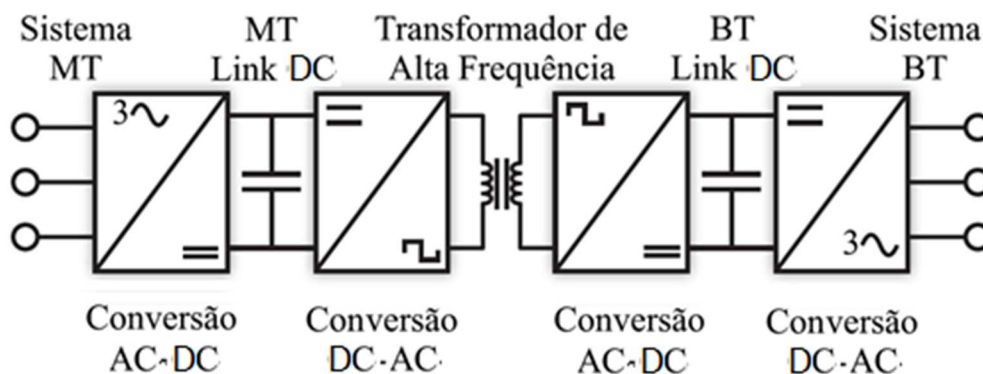 Sistema
MT
MT
Link DC
Transformador de
Alta Frequência
BT
Link DC
Sistema
BT
3
3
Conversão
AC-DC
Conversão
DC-AC
Conversão
AC-DC
Conversão
DC-AC